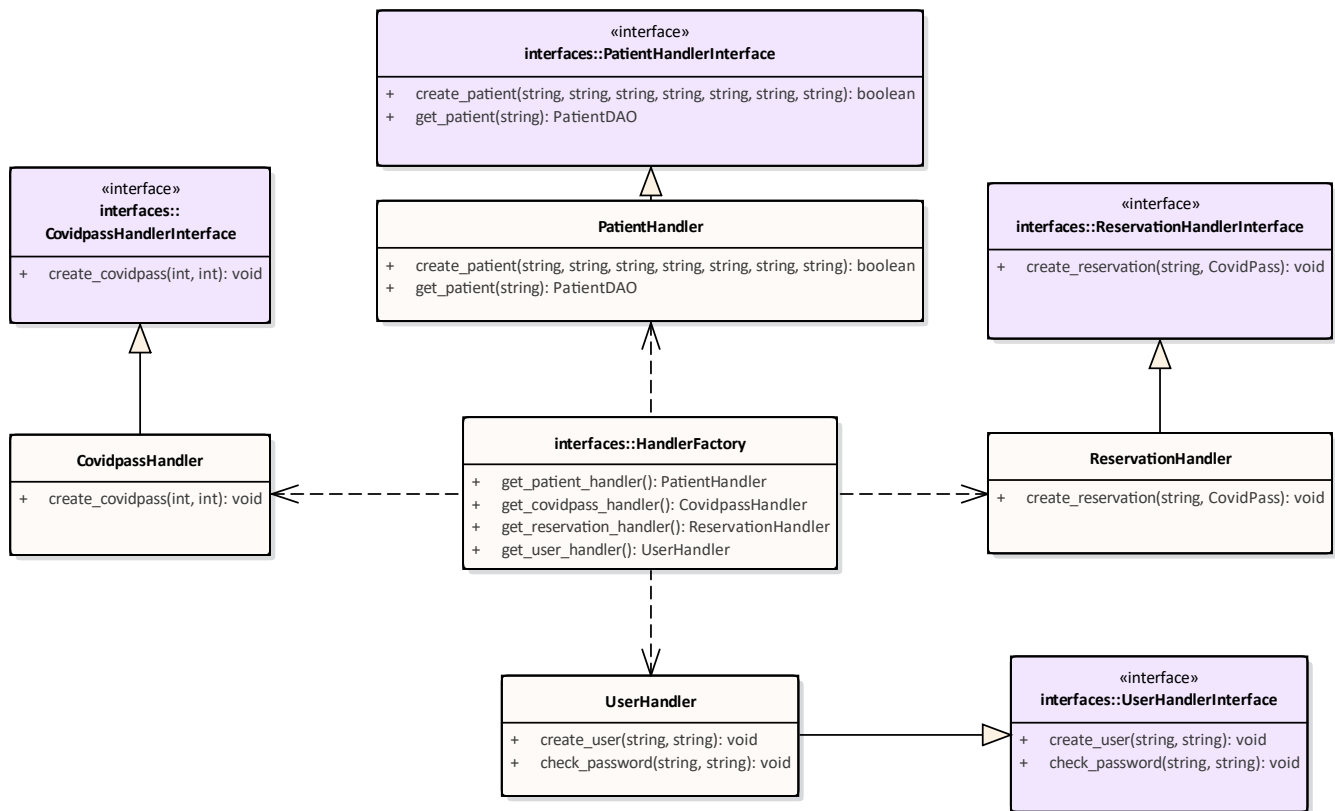 «interface»
interfaces::PatientHandlerInterface
+ create_patient(string, string, string, string, string, string, string): boolean
+ get_patient(string): PatientDAO
«interface»
interfaces::
CovidpassHandlerInterface
+ create_covidpass(int, int): void
«interface»
interfaces::ReservationHandlerInterface
+ create_reservation(string, CovidPass): void
PatientHandler
+ create_patient(string, string, string, string, string, string, string): boolean
+ get_patient(string): PatientDAO
CovidpassHandler
+ create_covidpass(int, int): void
interfaces::HandlerFactory
+ get_patient_handler(): PatientHandler
+ get_covidpass_handler(): CovidpassHandler
+ get_reservation_handler(): ReservationHandler
+ get_user_handler(): UserHandler
ReservationHandler
+ create_reservation(string, CovidPass): void
UserHandler
+ create_user(string, string): void
+ check_password(string, string): void
«interface»
interfaces::UserHandlerInterface
+ create_user(string, string): void
+ check_password(string, string): void